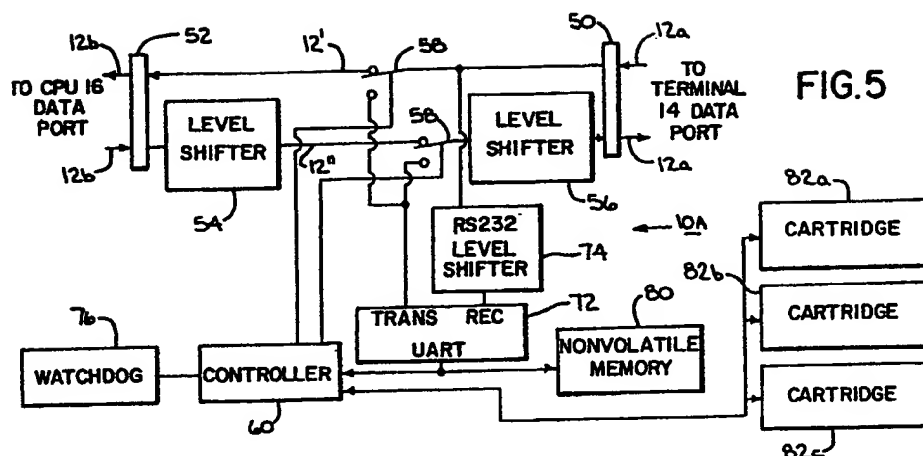 52
50
12b
12'
58
12a
TO CPU 16
DATA
PORT
TO
TERMINAL
14 DATA
PORT
FIG.5
LEVEL
SHIFTER
58
LEVEL
SHIFTER
12b
12"
12a
54
56
82a
RS232
LEVEL
SHIFTER
10A
CARTRIDGE
74
82b
76
72
80
TRANS REC
UART
NONVOLATILE
MEMORY
CARTRIDGE
WATCHDOG
CONTROLLER
60
CARTRIDGE
82c